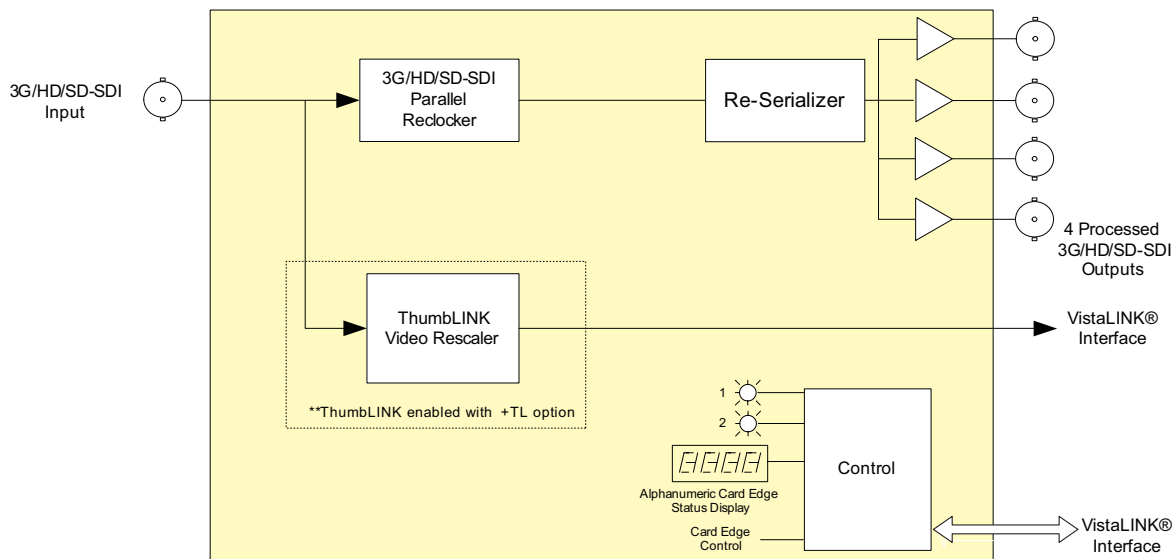 3G/HD/SD-SDI
Input
3G/HD/SD-SDI
Parallel
Reclocker
Re-Serializer
4 Processed
3G/HD/SD-SDI
Outputs
ThumbLINK
Video Rescaler
**ThumbLINK enabled with +TL option
VistaLINK®
Interface
1
2
Alphanumeric Card Edge
Status Display
Card Edge
Control
Control
VistaLINK®
Interface